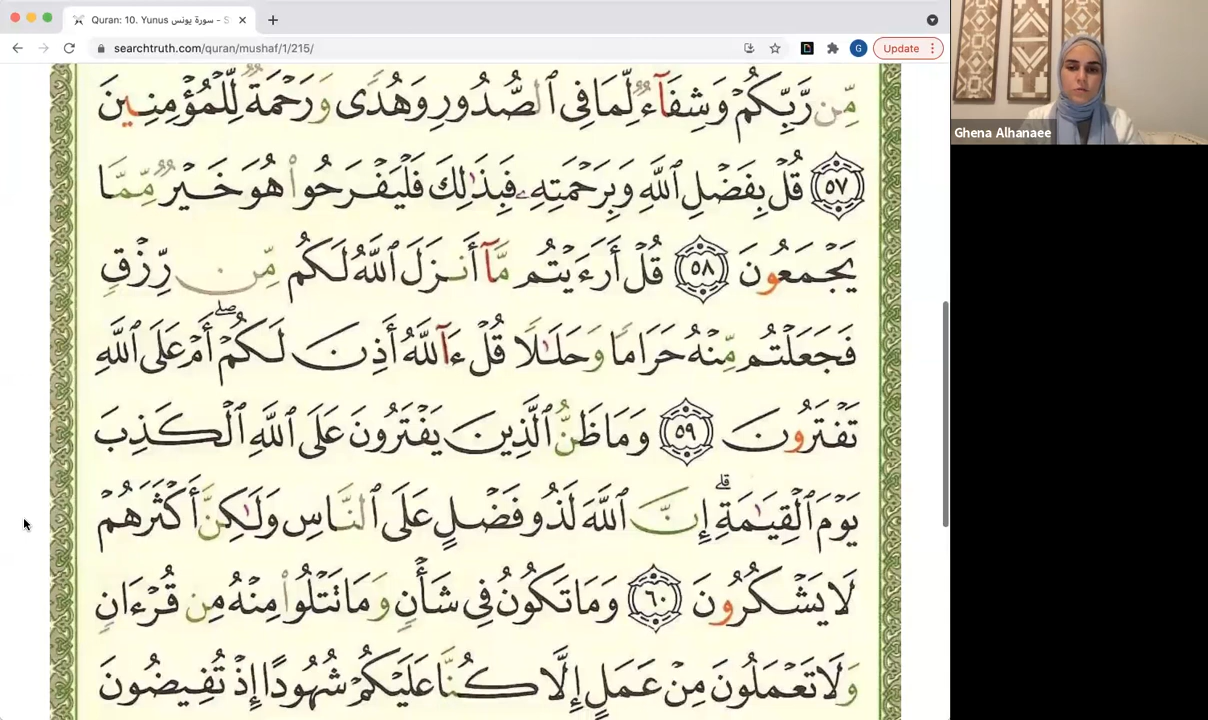 Quran: 10. Yunus سورة يونس - S
searchtruth.com/quran/mushaf/1/215/
G
Update
Ghena Alhanaee
مِّن رَّبِّكُمْ وَشِفَآءٌ لِّمَا فِى ٱلصُّدُورِ وَهُدًى وَرَحْمَةٌ لِّلْمُؤْمِنِينَ
٥٧ قُلْ بِفَضْلِ ٱللَّهِ وَبِرَحْمَتِهِۦ فَبِذَٰلِكَ فَلْيَفْرَحُوا۟ هُوَ خَيْرٌ مِّمَّا
يَجْمَعُونَ ٥٨ قُلْ أَرَءَيْتُم مَّآ أَنزَلَ ٱللَّهُ لَكُم مِّن رِّزْقٍ
فَجَعَلْتُم مِّنْهُ حَرَامًا وَحَلَٰلًا قُلْ ءَآللَّهُ أَذِنَ لَكُمْ ۖ أَمْ عَلَى ٱللَّهِ
تَفْتَرُونَ ٥٩ وَمَا ظَنُّ ٱلَّذِينَ يَفْتَرُونَ عَلَى ٱللَّهِ ٱلْكَذِبَ
يَوْمَ ٱلْقِيَٰمَةِ ۗ إِنَّ ٱللَّهَ لَذُو فَضْلٍ عَلَى ٱلنَّاسِ وَلَٰكِنَّ أَكْثَرَهُمْ
لَا يَشْكُرُونَ ٦٠ وَمَا تَكُونُ فِى شَأْنٍ وَمَا تَتْلُوا۟ مِنْهُ مِن قُرْءَانٍ
وَلَا تَعْمَلُونَ مِنْ عَمَلٍ إِلَّا كُنَّا عَلَيْكُمْ شُهُودًا إِذْ تُفِيضُونَ